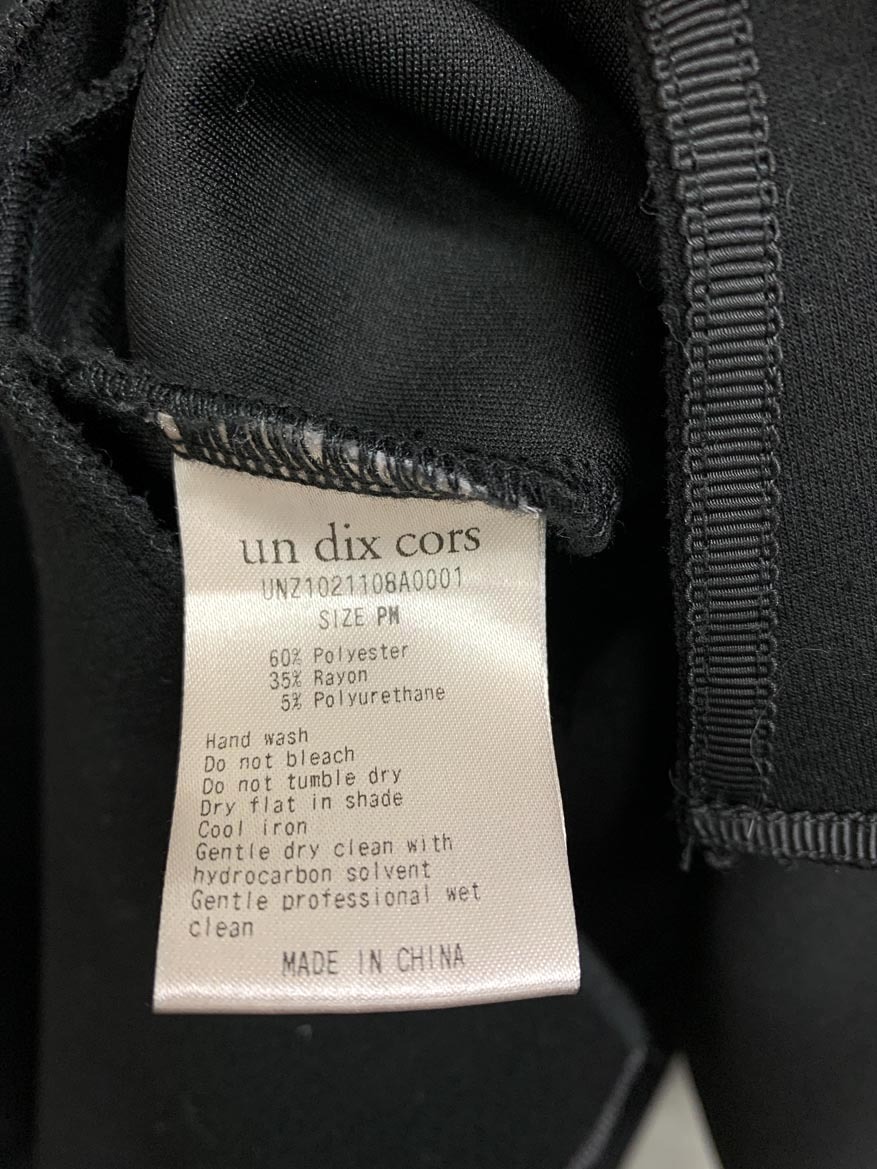 un dix cors
UNZ1021108A0001
SIZE PM
60% Polyester
35% Rayon
5% Polyurethane
Hand wash
Do not bleach
Do not tumble dry
Dry flat in shade
Cool iron
Gentle dry clean with
hydrocarbon solvent
Gentle professional wet
clean
MADE IN CHINA